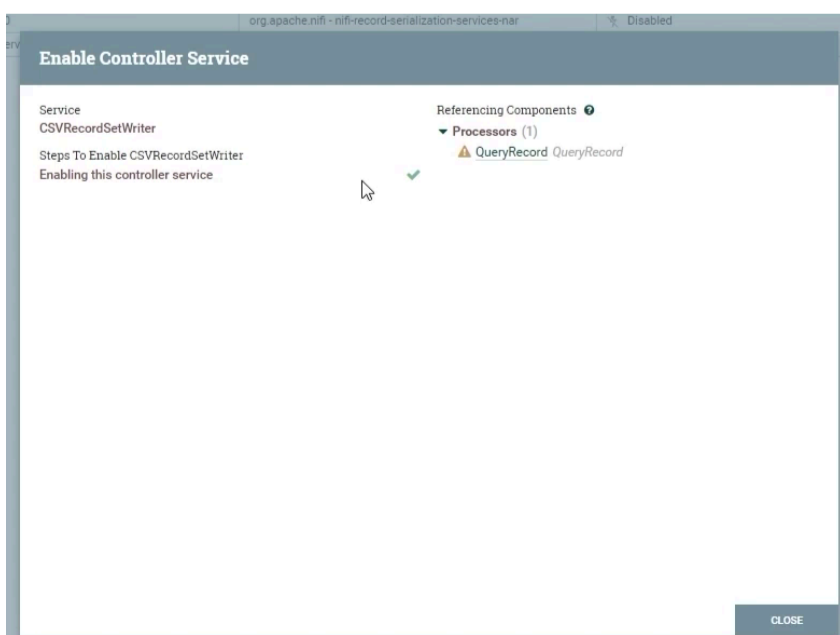 org.apache.nifi - nifi-record-serialization-services-nar Disabled
Enable Controller Service
Service
CSVRecordSetWriter
Steps To Enable CSVRecordSetWriter
Enabling this controller service
Referencing Components
Processors (1)
QueryRecord QueryRecord
CLOSE